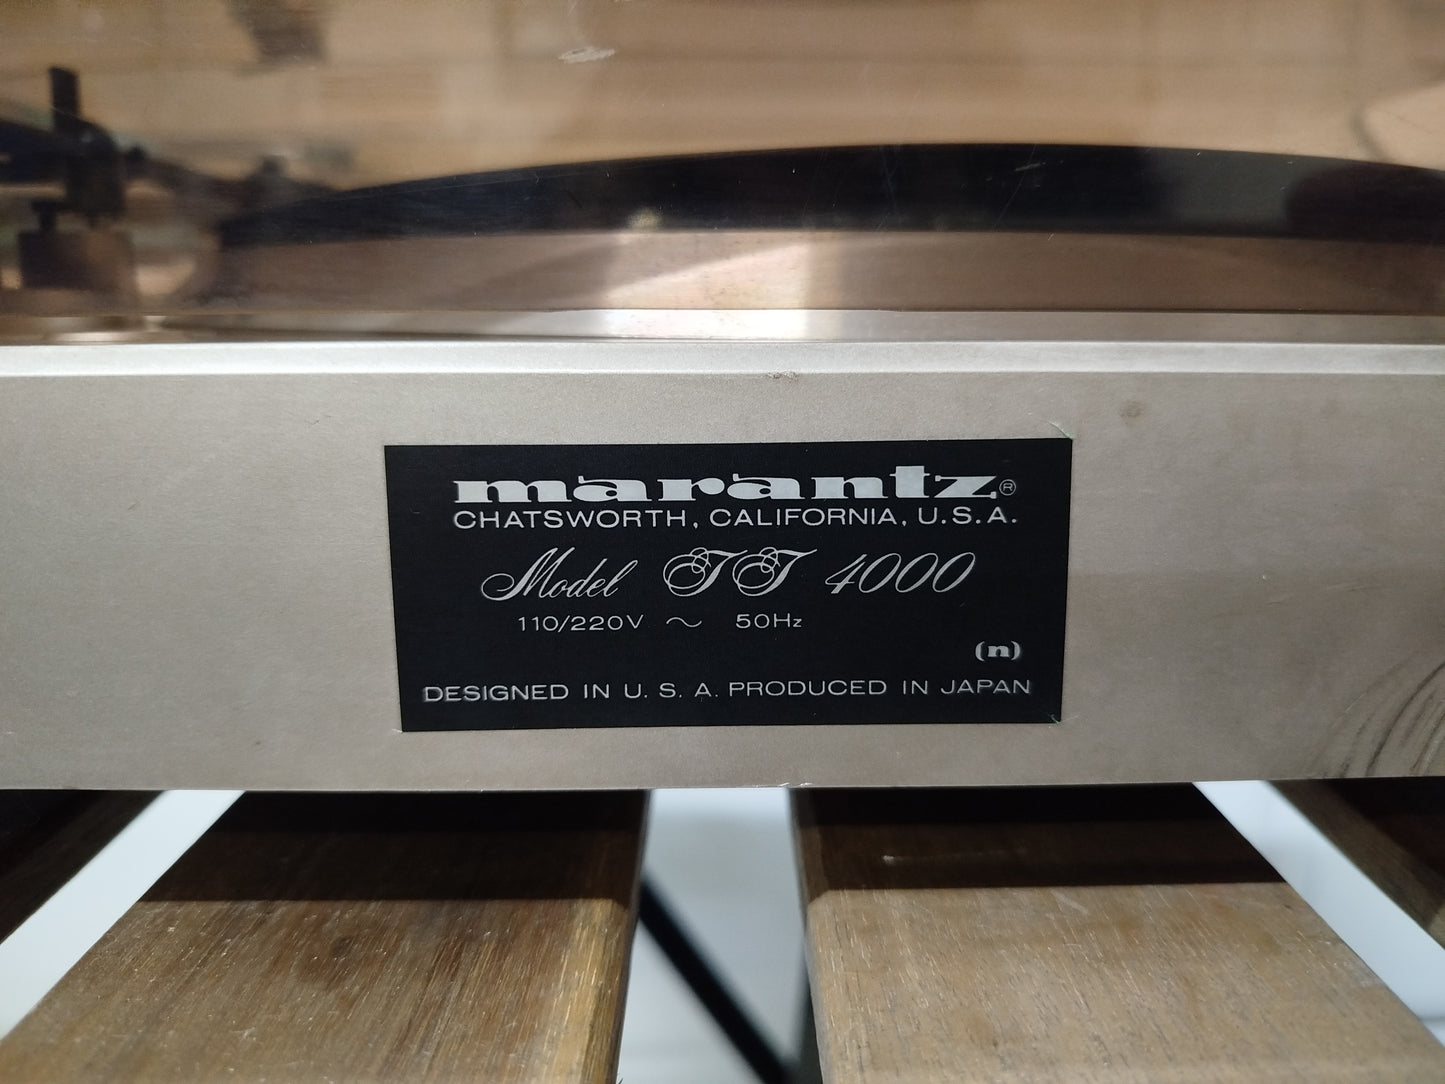 marantz®
CHATSWORTH, CALIFORNIA, U.S.A.
Model TT 4000
110/220V ~ 50Hz
(n)
DESIGNED IN U. S. A. PRODUCED IN JAPAN